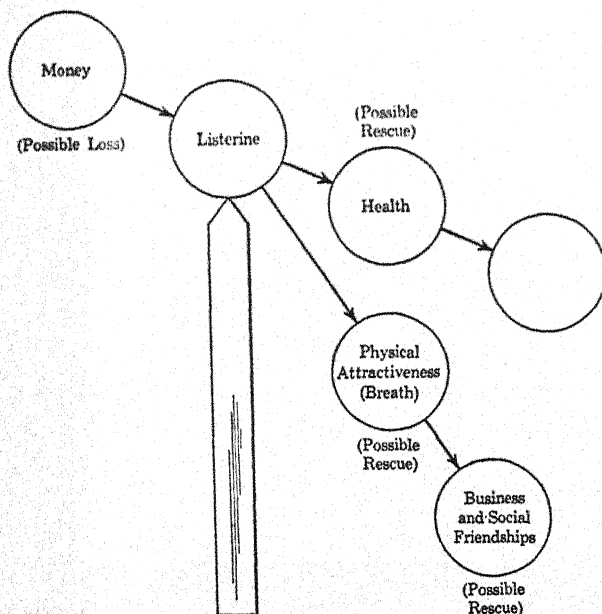 Money
(Possible Loss)
Listerine
(Possible
Rescue)
Health
Physical
Attractiveness
(Breath)
(Possible
Rescue)
Business
and Social
Friendships
(Possible
Rescue)